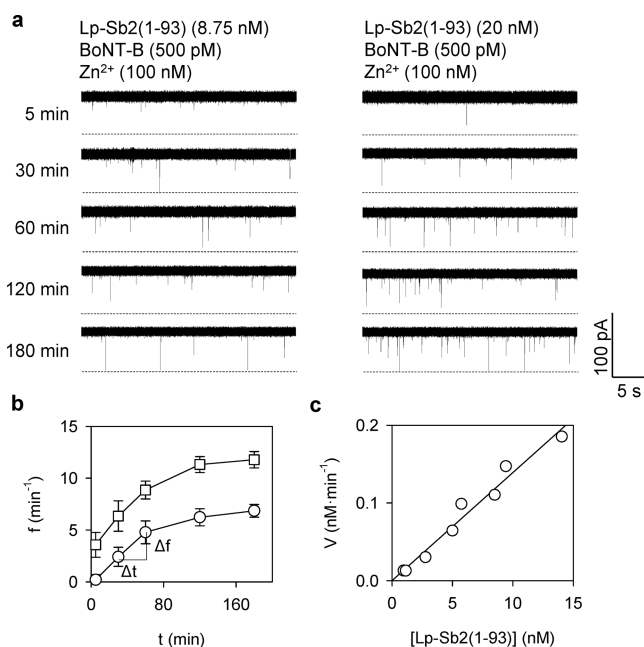 a
Lp-Sb2(1-93) (8.75 nM)
BoNT-B (500 pM)
Zn²⁺ (100 nM)
Lp-Sb2(1-93) (20 nM)
BoNT-B (500 pM)
Zn²⁺ (100 nM)
5 min
30 min
60 min
120 min
180 min
100 pA
5 s
b
f (min⁻¹)
15
10
5
0
Δf
Δt
0
80
160
t (min)
c
V (nM·min⁻¹)
0.2
0.1
0.0
0
5
10
15
[Lp-Sb2(1-93)] (nM)